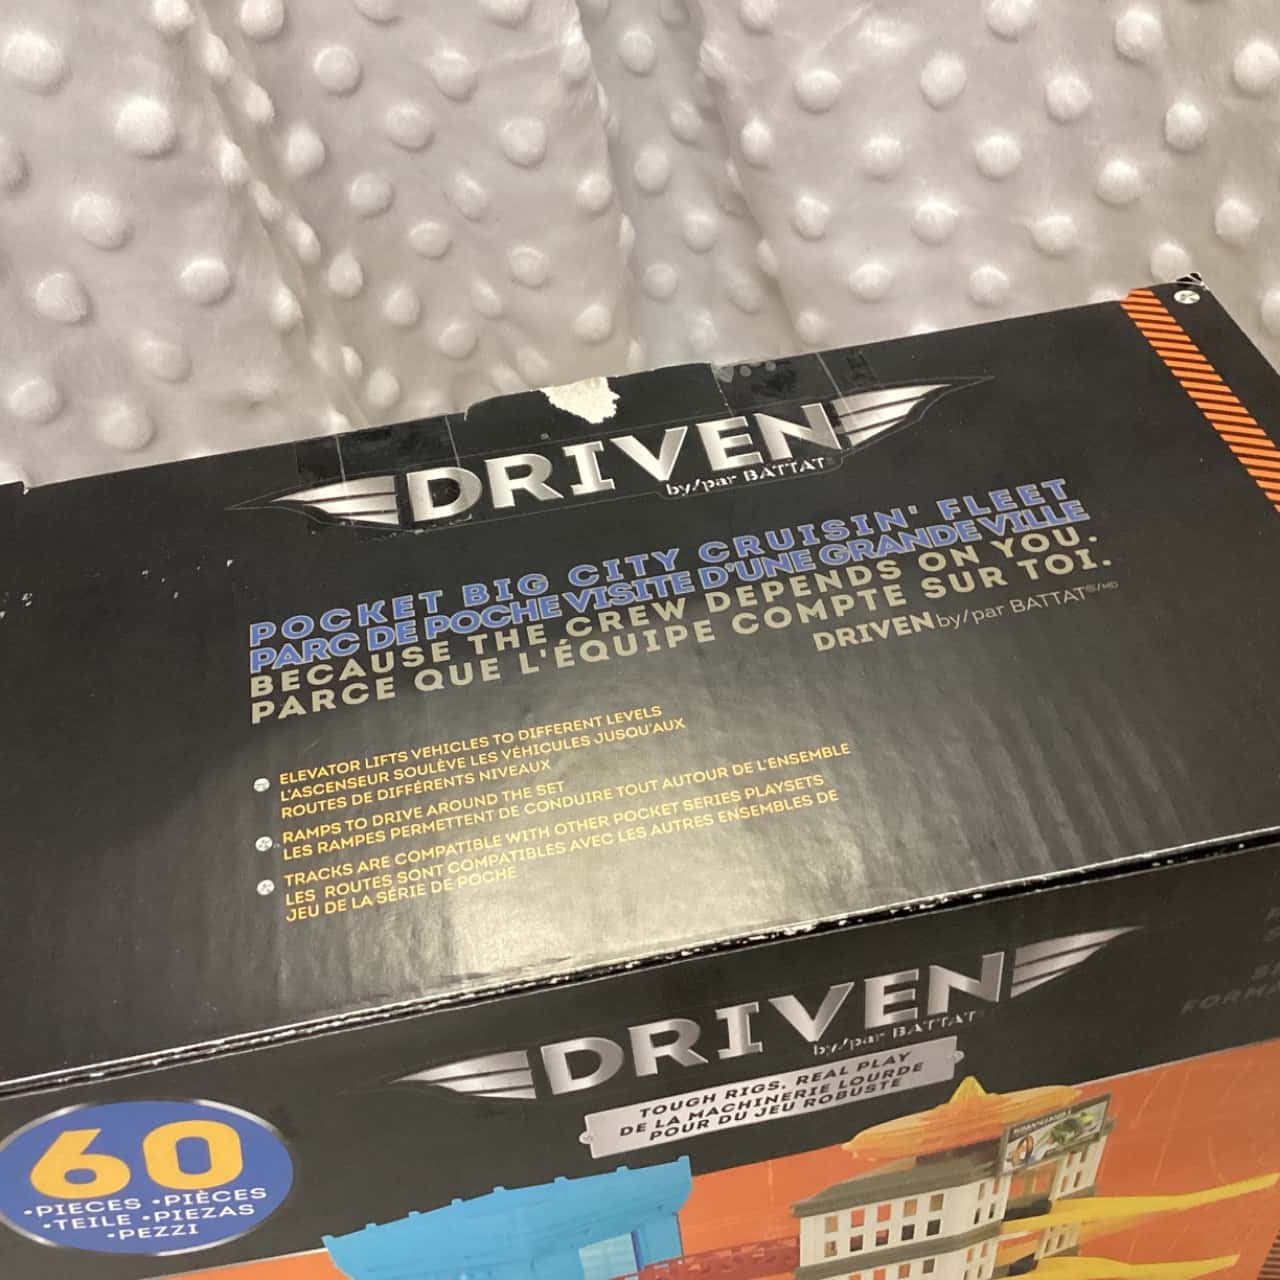 DRIVEN
by/par BATTAT
POCKET BIG CITY CRUISIN' FLEET
PARC DE POCHE VISITE D'UNE GRANDE VILLE
BECAUSE THE CREW DEPENDS ON YOU.
PARCE QUE L'ÉQUIPE COMPTE SUR TOI.
DRIVEN by/par BATTAT®/MD
ELEVATOR LIFTS VEHICLES TO DIFFERENT LEVELS
L'ASCENSEUR SOULÈVE LES VÉHICULES JUSQU'AUX
ROUTES DE DIFFÉRENTS NIVEAUX
RAMPS TO DRIVE AROUND THE SET
LES RAMPES PERMETTENT DE CONDUIRE TOUT AUTOUR DE L'ENSEMBLE
TRACKS ARE COMPATIBLE WITH OTHER POCKET SERIES PLAYSETS
LES ROUTES SONT COMPATIBLES AVEC LES AUTRES ENSEMBLES DE
JEU DE LA SÉRIE DE POCHE
DRIVEN
by/par BATTAT
TOUGH RIGS. REAL PLAY
DE LA MACHINERIE LOURDE
POUR DU JEU ROBUSTE
60
•PIECES •PIÈCES
•TEILE •PIEZAS
•PEZZI